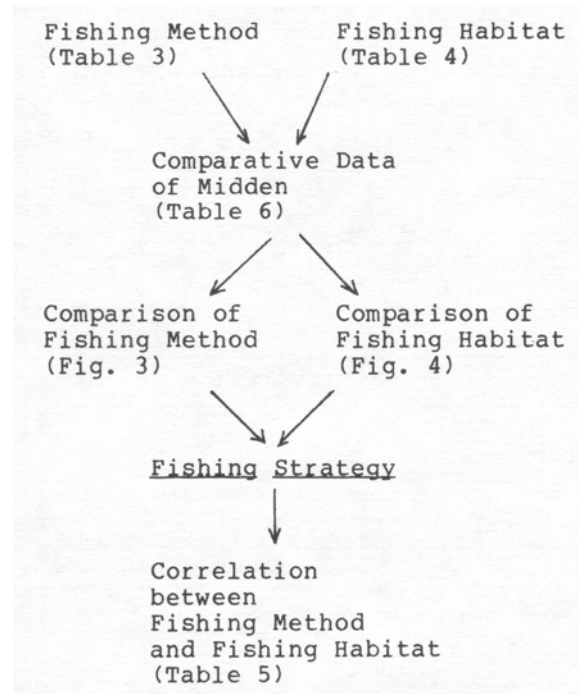 Fishing Method
(Table 3)
Fishing Habitat
(Table 4)
Comparative Data
of Midden
(Table 6)
Comparison of
Fishing Method
(Fig. 3)
Comparison of
Fishing Habitat
(Fig. 4)
Fishing Strategy
Correlation
between
Fishing Method
and Fishing Habitat
(Table 5)